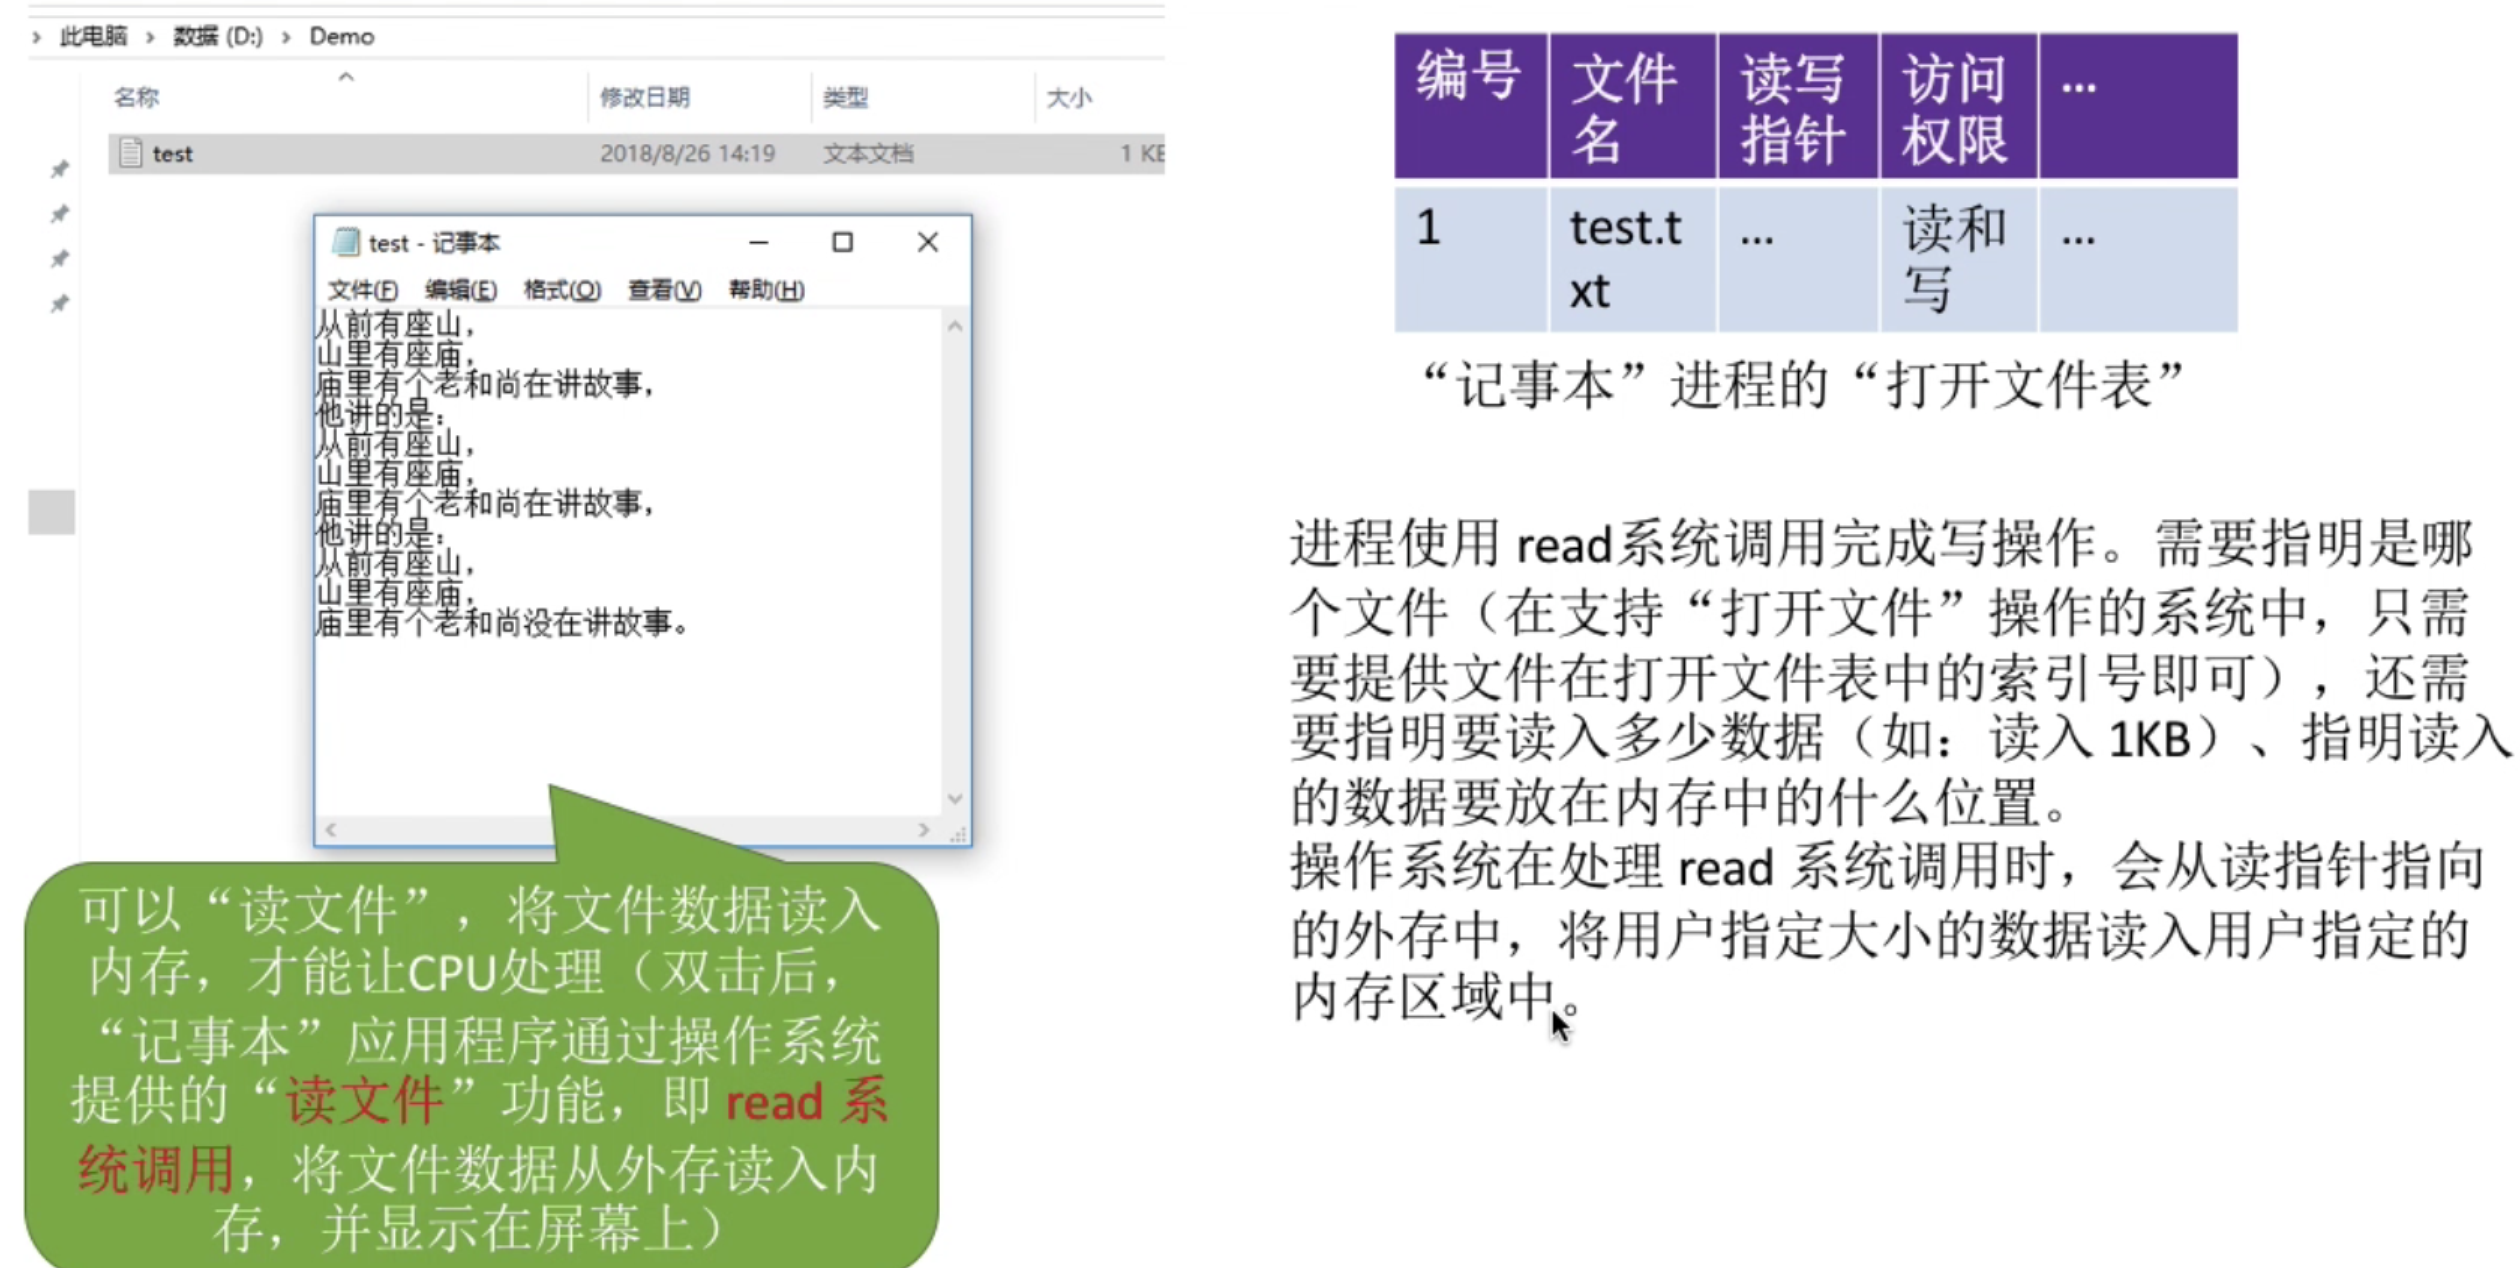 此电脑 › 数据 (D:) › Demo
名称 修改日期 类型 大小
test 2018/8/26 14:19 文本文档 1 KB
test - 记事本
文件(F) 编辑(E) 格式(O) 查看(V) 帮助(H)
从前有座山，
山里有座庙，
庙里有个老和尚在讲故事，
他讲的是：
从前有座山，
山里有座庙，
庙里有个老和尚在讲故事，
他讲的是：
从前有座山，
山里有座庙，
庙里有个老和尚没在讲故事。
可以“读文件”，将文件数据读入
内存，才能让CPU处理（双击后，
“记事本”应用程序通过操作系统
提供的“读文件”功能，即 read 系
统调用，将文件数据从外存读入内
存，并显示在屏幕上）
编号 文件名 读写指针 访问权限 ...
1 test.txt ... 读和写 ...
“记事本”进程的“打开文件表”
进程使用 read系统调用完成写操作。需要指明是哪
个文件（在支持“打开文件”操作的系统中，只需
要提供文件在打开文件表中的索引号即可），还需
要指明要读入多少数据（如：读入 1KB）、指明读入
的数据要放在内存中的什么位置。
操作系统在处理 read 系统调用时，会从读指针指向
的外存中，将用户指定大小的数据读入用户指定的
内存区域中。